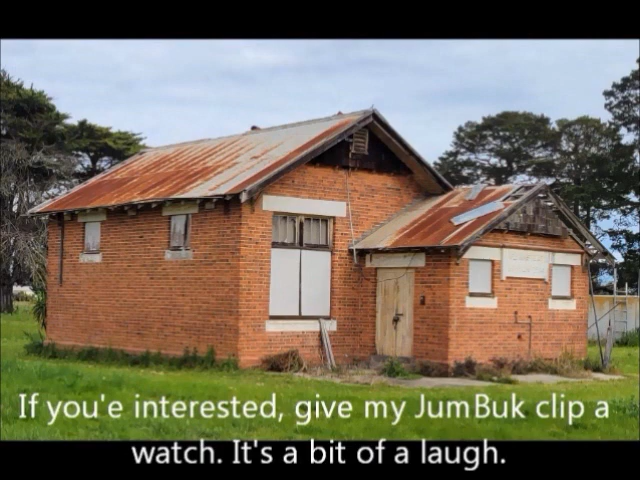 If you'e interested, give my JumBuk clip a
watch. It's a bit of a laugh.